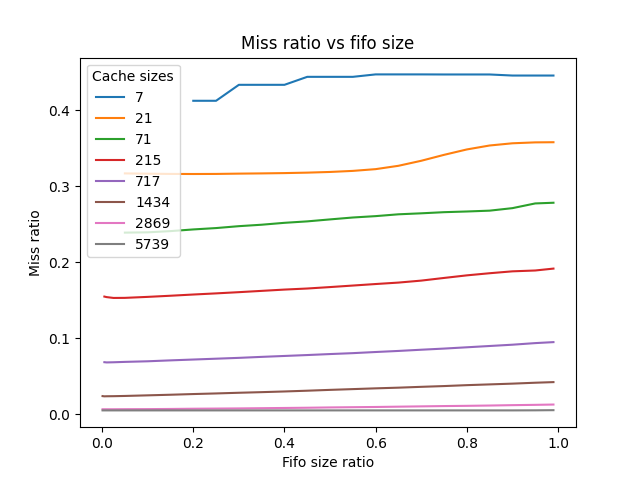 Miss ratio vs fifo size
Cache sizes
7
21
71
215
717
1434
2869
5739
Miss ratio
0.4
0.3
0.2
0.1
0.0
0.0 0.2 0.4 0.6 0.8 1.0
Fifo size ratio